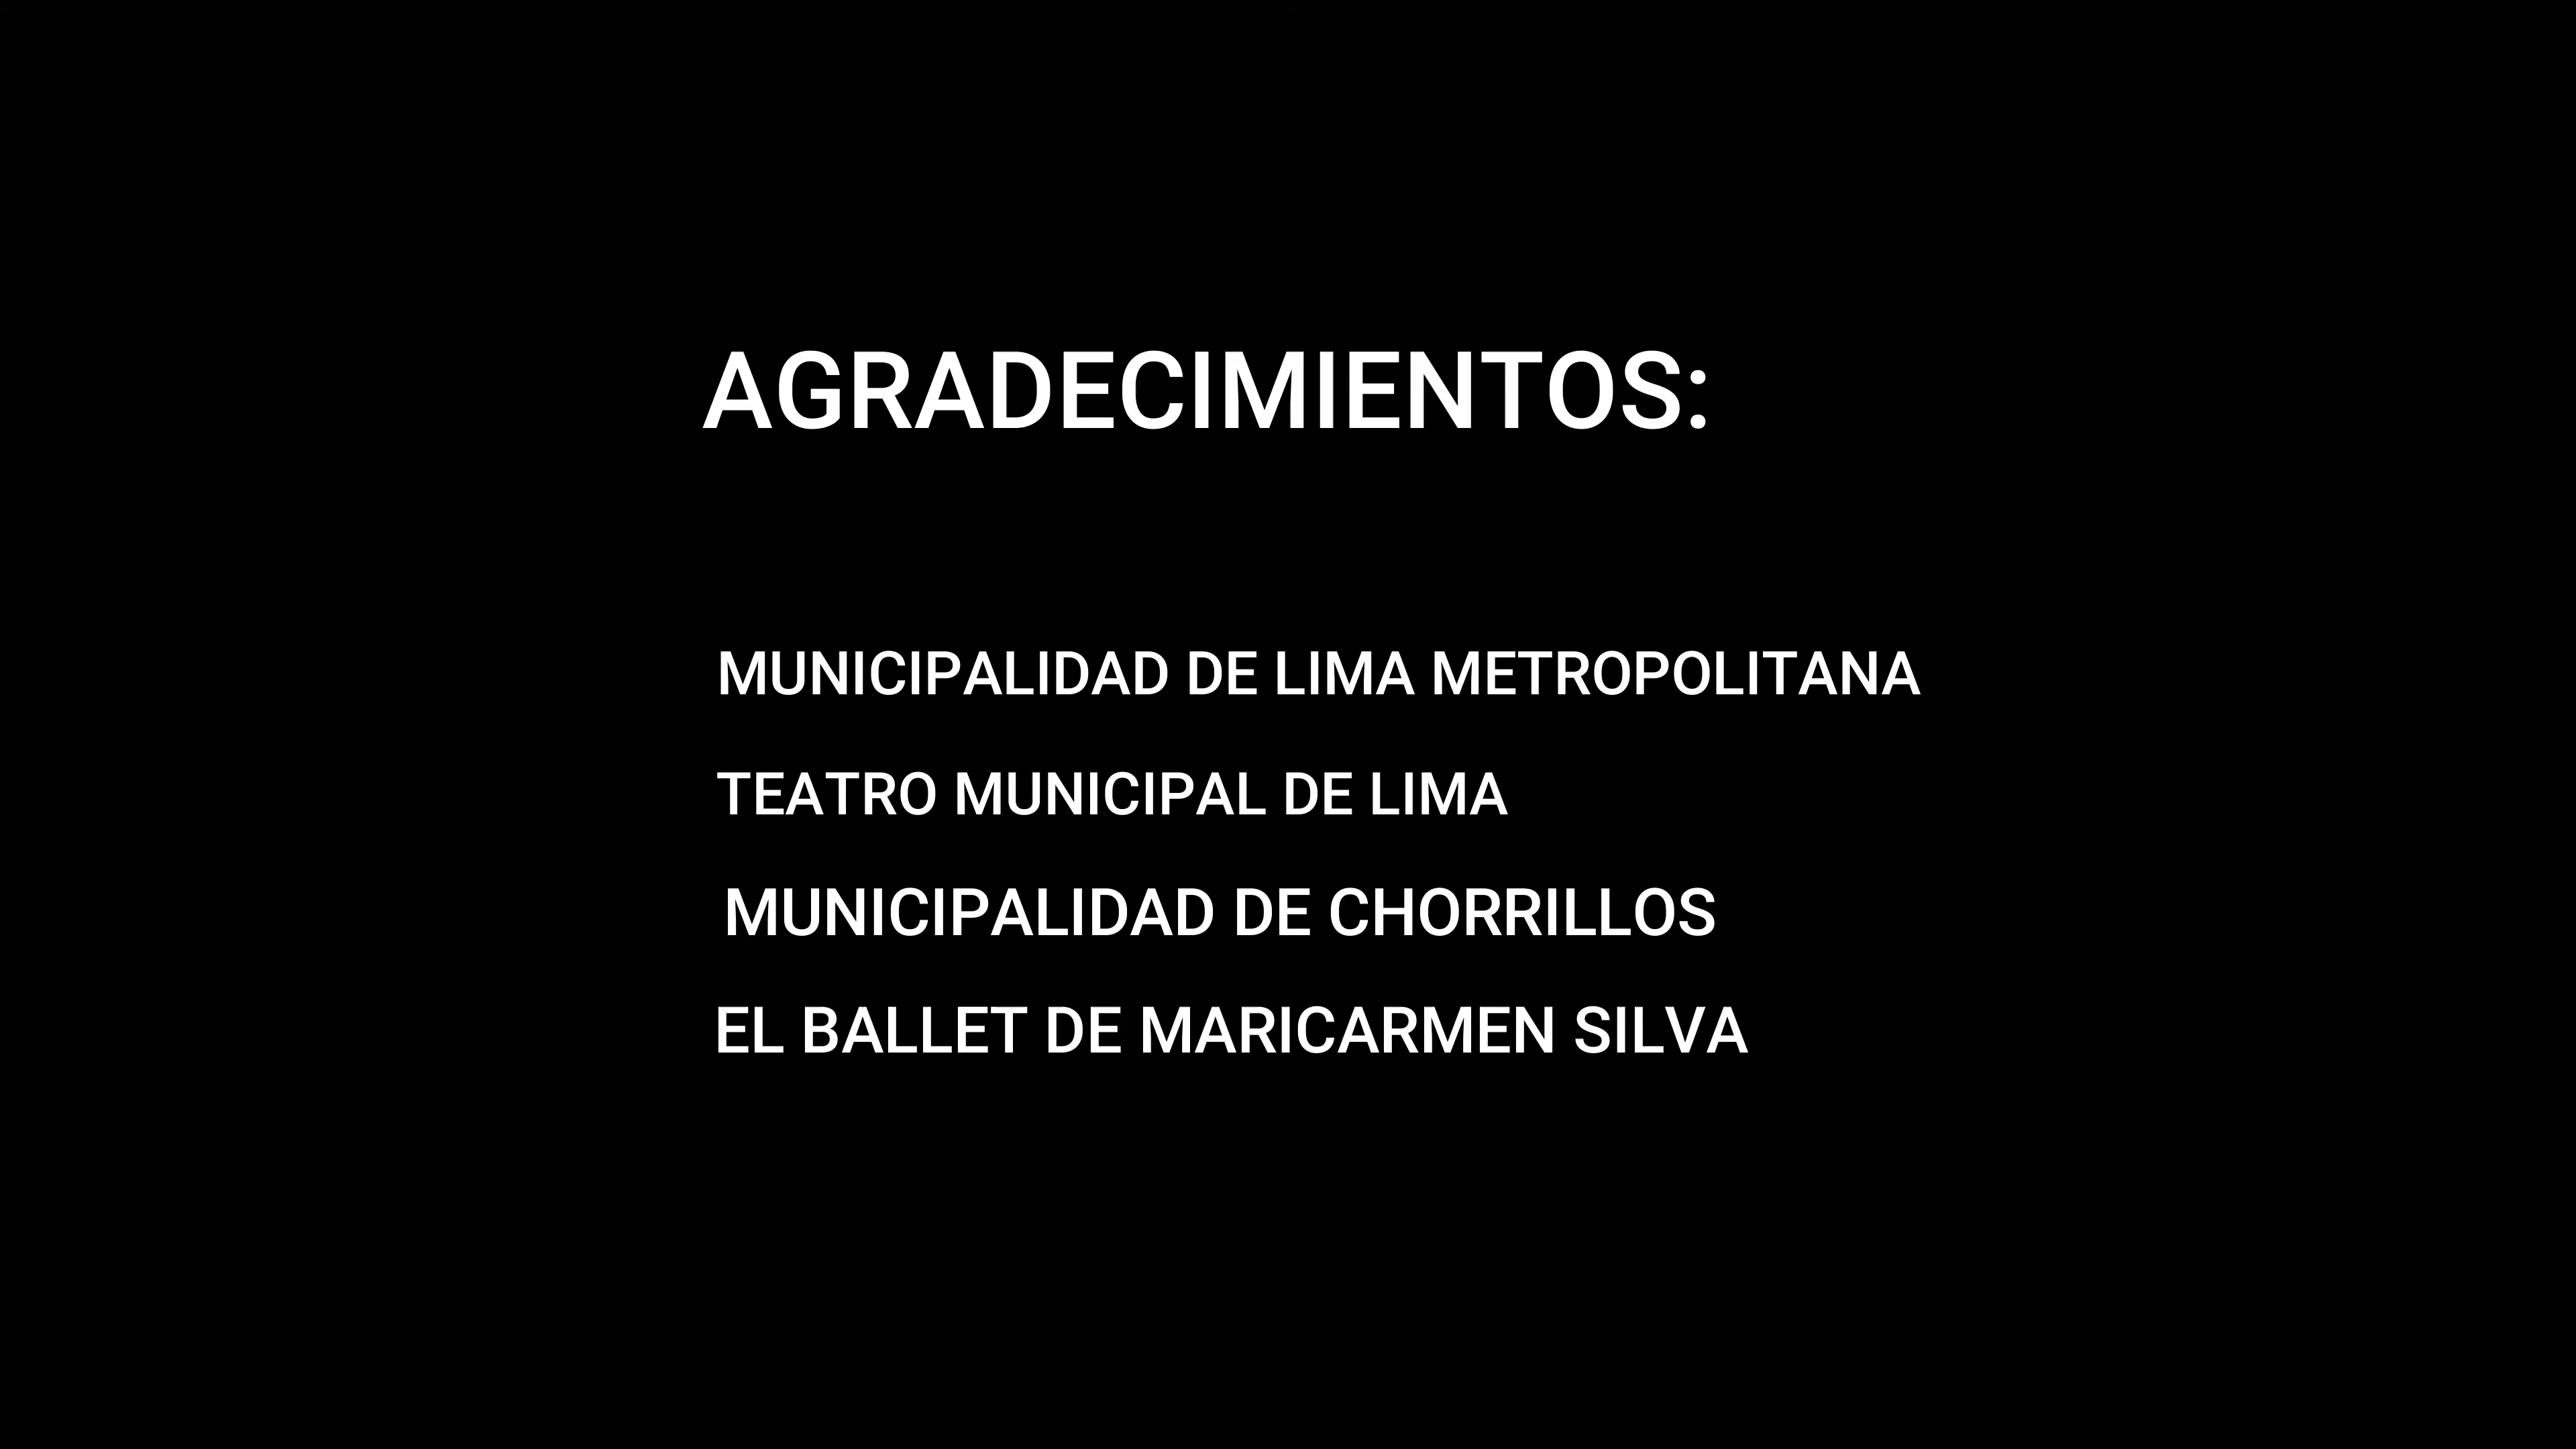 AGRADECIMIENTOS:
MUNICIPALIDAD DE LIMA METROPOLITANA
TEATRO MUNICIPAL DE LIMA
MUNICIPALIDAD DE CHORRILLOS
EL BALLET DE MARICARMEN SILVA